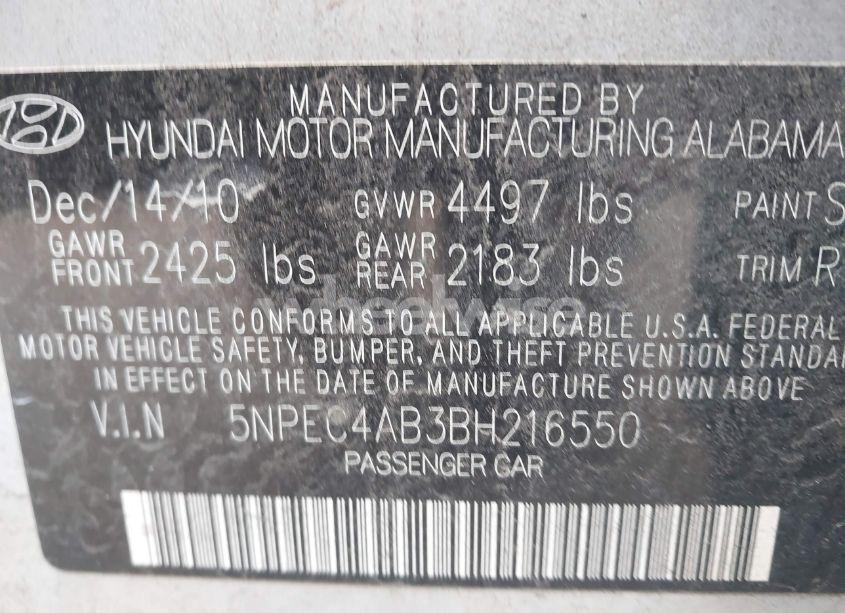 MANUFACTURED BY
HYUNDAI MOTOR MANUFACTURING ALABAMA
Dec/14/10 GVWR 4497 lbs PAINT S
GAWR FRONT 2425 lbs GAWR REAR 2183 lbs TRIM R
wheelwise
THIS VEHICLE CONFORMS TO ALL APPLICABLE U.S.A. FEDERAL
MOTOR VEHICLE SAFETY, BUMPER, AND THEFT PREVENTION STANDA
IN EFFECT ON THE DATE OF MANUFACTURE SHOWN ABOVE
V.I.N 5NPEC4AB3BH216550
PASSENGER CAR